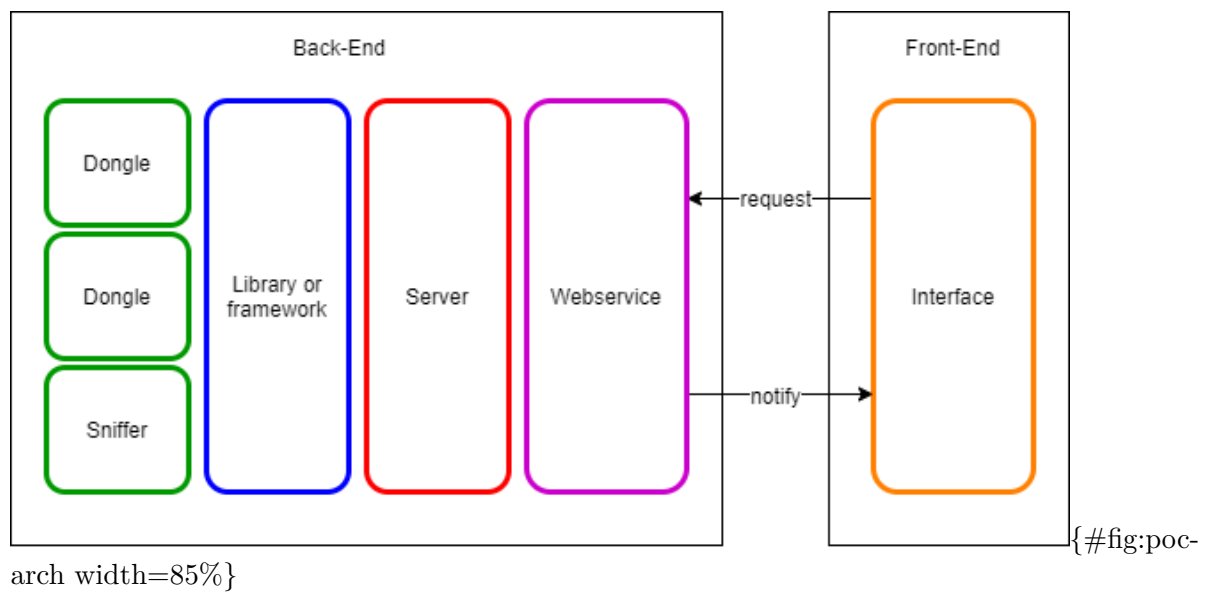 Back-End
Front-End
Dongle
Dongle
Sniffer
Library or
framework
Server
Webservice
request
notify
Interface
{#fig:poc-
arch width=85%}